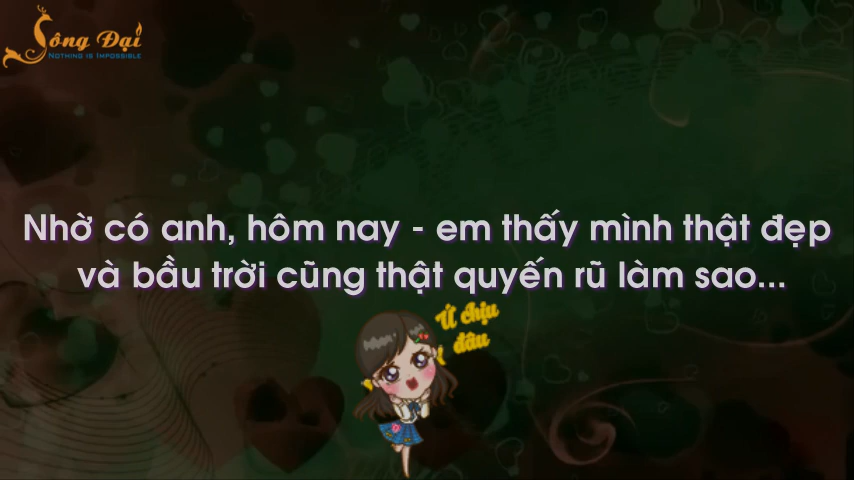 Sông Đại
NOTHING IS IMPOSSIBLE
Nhờ có anh, hôm nay - em thấy mình thật đẹp
và bầu trời cũng thật quyến rũ làm sao...
Ứ chịu
đâu